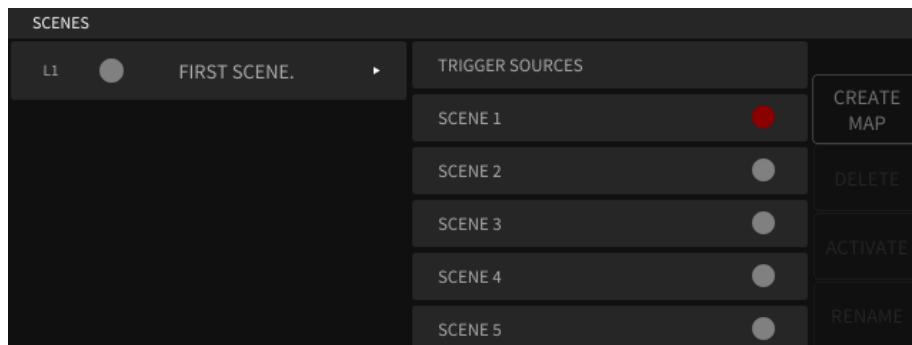 SCENES
L1 FIRST SCENE.
TRIGGER SOURCES
SCENE 1
SCENE 2
SCENE 3
SCENE 4
SCENE 5
CREATE
MAP
DELETE
ACTIVATE
RENAME